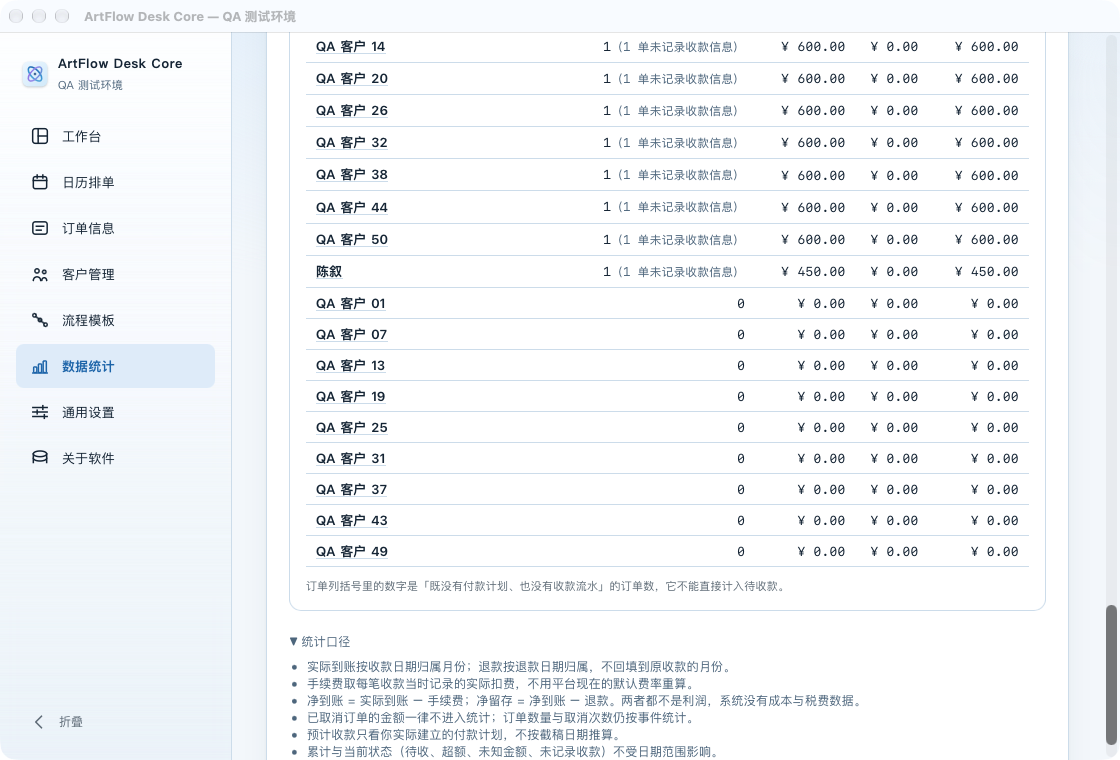 ArtFlow Desk Core — QA 测试环境
ArtFlow Desk Core
QA 测试环境
工作台
日历排单
订单信息
客户管理
流程模板
数据统计
通用设置
关于软件
折叠
QA 客户 14 1 (1 单未记录收款信息) ¥ 600.00 ¥ 0.00 ¥ 600.00
QA 客户 20 1 (1 单未记录收款信息) ¥ 600.00 ¥ 0.00 ¥ 600.00
QA 客户 26 1 (1 单未记录收款信息) ¥ 600.00 ¥ 0.00 ¥ 600.00
QA 客户 32 1 (1 单未记录收款信息) ¥ 600.00 ¥ 0.00 ¥ 600.00
QA 客户 38 1 (1 单未记录收款信息) ¥ 600.00 ¥ 0.00 ¥ 600.00
QA 客户 44 1 (1 单未记录收款信息) ¥ 600.00 ¥ 0.00 ¥ 600.00
QA 客户 50 1 (1 单未记录收款信息) ¥ 600.00 ¥ 0.00 ¥ 600.00
陈叙 1 (1 单未记录收款信息) ¥ 450.00 ¥ 0.00 ¥ 450.00
QA 客户 01 0 ¥ 0.00 ¥ 0.00 ¥ 0.00
QA 客户 07 0 ¥ 0.00 ¥ 0.00 ¥ 0.00
QA 客户 13 0 ¥ 0.00 ¥ 0.00 ¥ 0.00
QA 客户 19 0 ¥ 0.00 ¥ 0.00 ¥ 0.00
QA 客户 25 0 ¥ 0.00 ¥ 0.00 ¥ 0.00
QA 客户 31 0 ¥ 0.00 ¥ 0.00 ¥ 0.00
QA 客户 37 0 ¥ 0.00 ¥ 0.00 ¥ 0.00
QA 客户 43 0 ¥ 0.00 ¥ 0.00 ¥ 0.00
QA 客户 49 0 ¥ 0.00 ¥ 0.00 ¥ 0.00
订单列括号里的数字是「既没有付款计划、也没有收款流水」的订单数，它不能直接计入待收款。
▼ 统计口径
• 实际到账按收款日期归属月份；退款按退款日期归属，不回填到原收款的月份。
• 手续费取每笔收款当时记录的实际扣费，不用平台现在的默认费率重算。
• 净到账 = 实际到账 − 手续费；净留存 = 净到账 − 退款。两者都不是利润，系统没有成本与税费数据。
• 已取消订单的金额一律不进入统计；订单数量与取消次数仍按事件统计。
• 预计收款只看你实际建立的付款计划，不按截稿日期推算。
• 累计与当前状态（待收、超额、未知金额、未记录收款）不受日期范围影响。